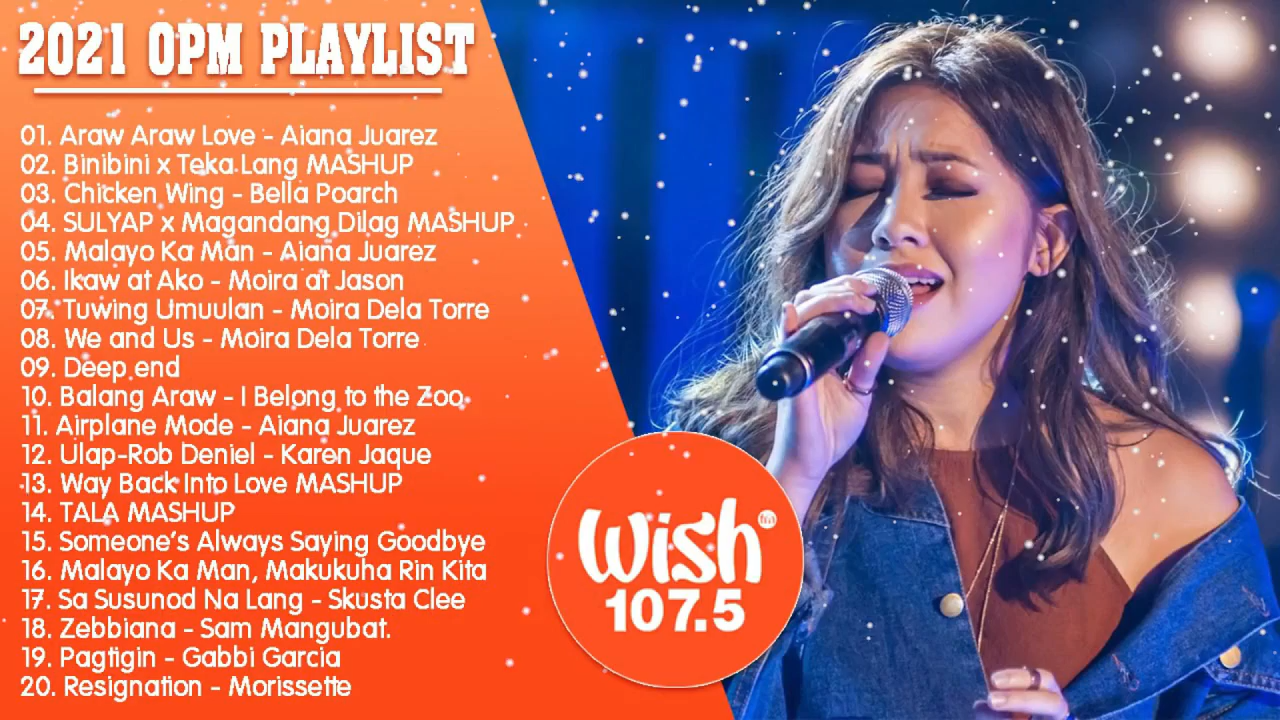 2021 OPM PLAYLIST
01. Araw Araw Love - Aiana Juarez
02. Binibini x Teka Lang MASHUP
03. Chicken Wing - Bella Poarch
04. SULYAP x Magandang Dilag MASHUP
05. Malayo Ka Man - Aiana Juarez
06. Ikaw at Ako - Moira at Jason
07. Tuwing Umuulan - Moira Dela Torre
08. We and Us - Moira Dela Torre
09. Deep end
10. Balang Araw - I Belong to the Zoo
11. Airplane Mode - Aiana Juarez
12. Ulap-Rob Deniel - Karen Jaque
13. Way Back Into Love MASHUP
14. TALA MASHUP
15. Someone's Always Saying Goodbye
16. Malayo Ka Man, Makukuha Rin Kita
17. Sa Susunod Na Lang - Skusta Clee
18. Zebbiana - Sam Mangubat.
19. Pagtigin - Gabbi Garcia
20. Resignation - Morissette
wish fm
107.5